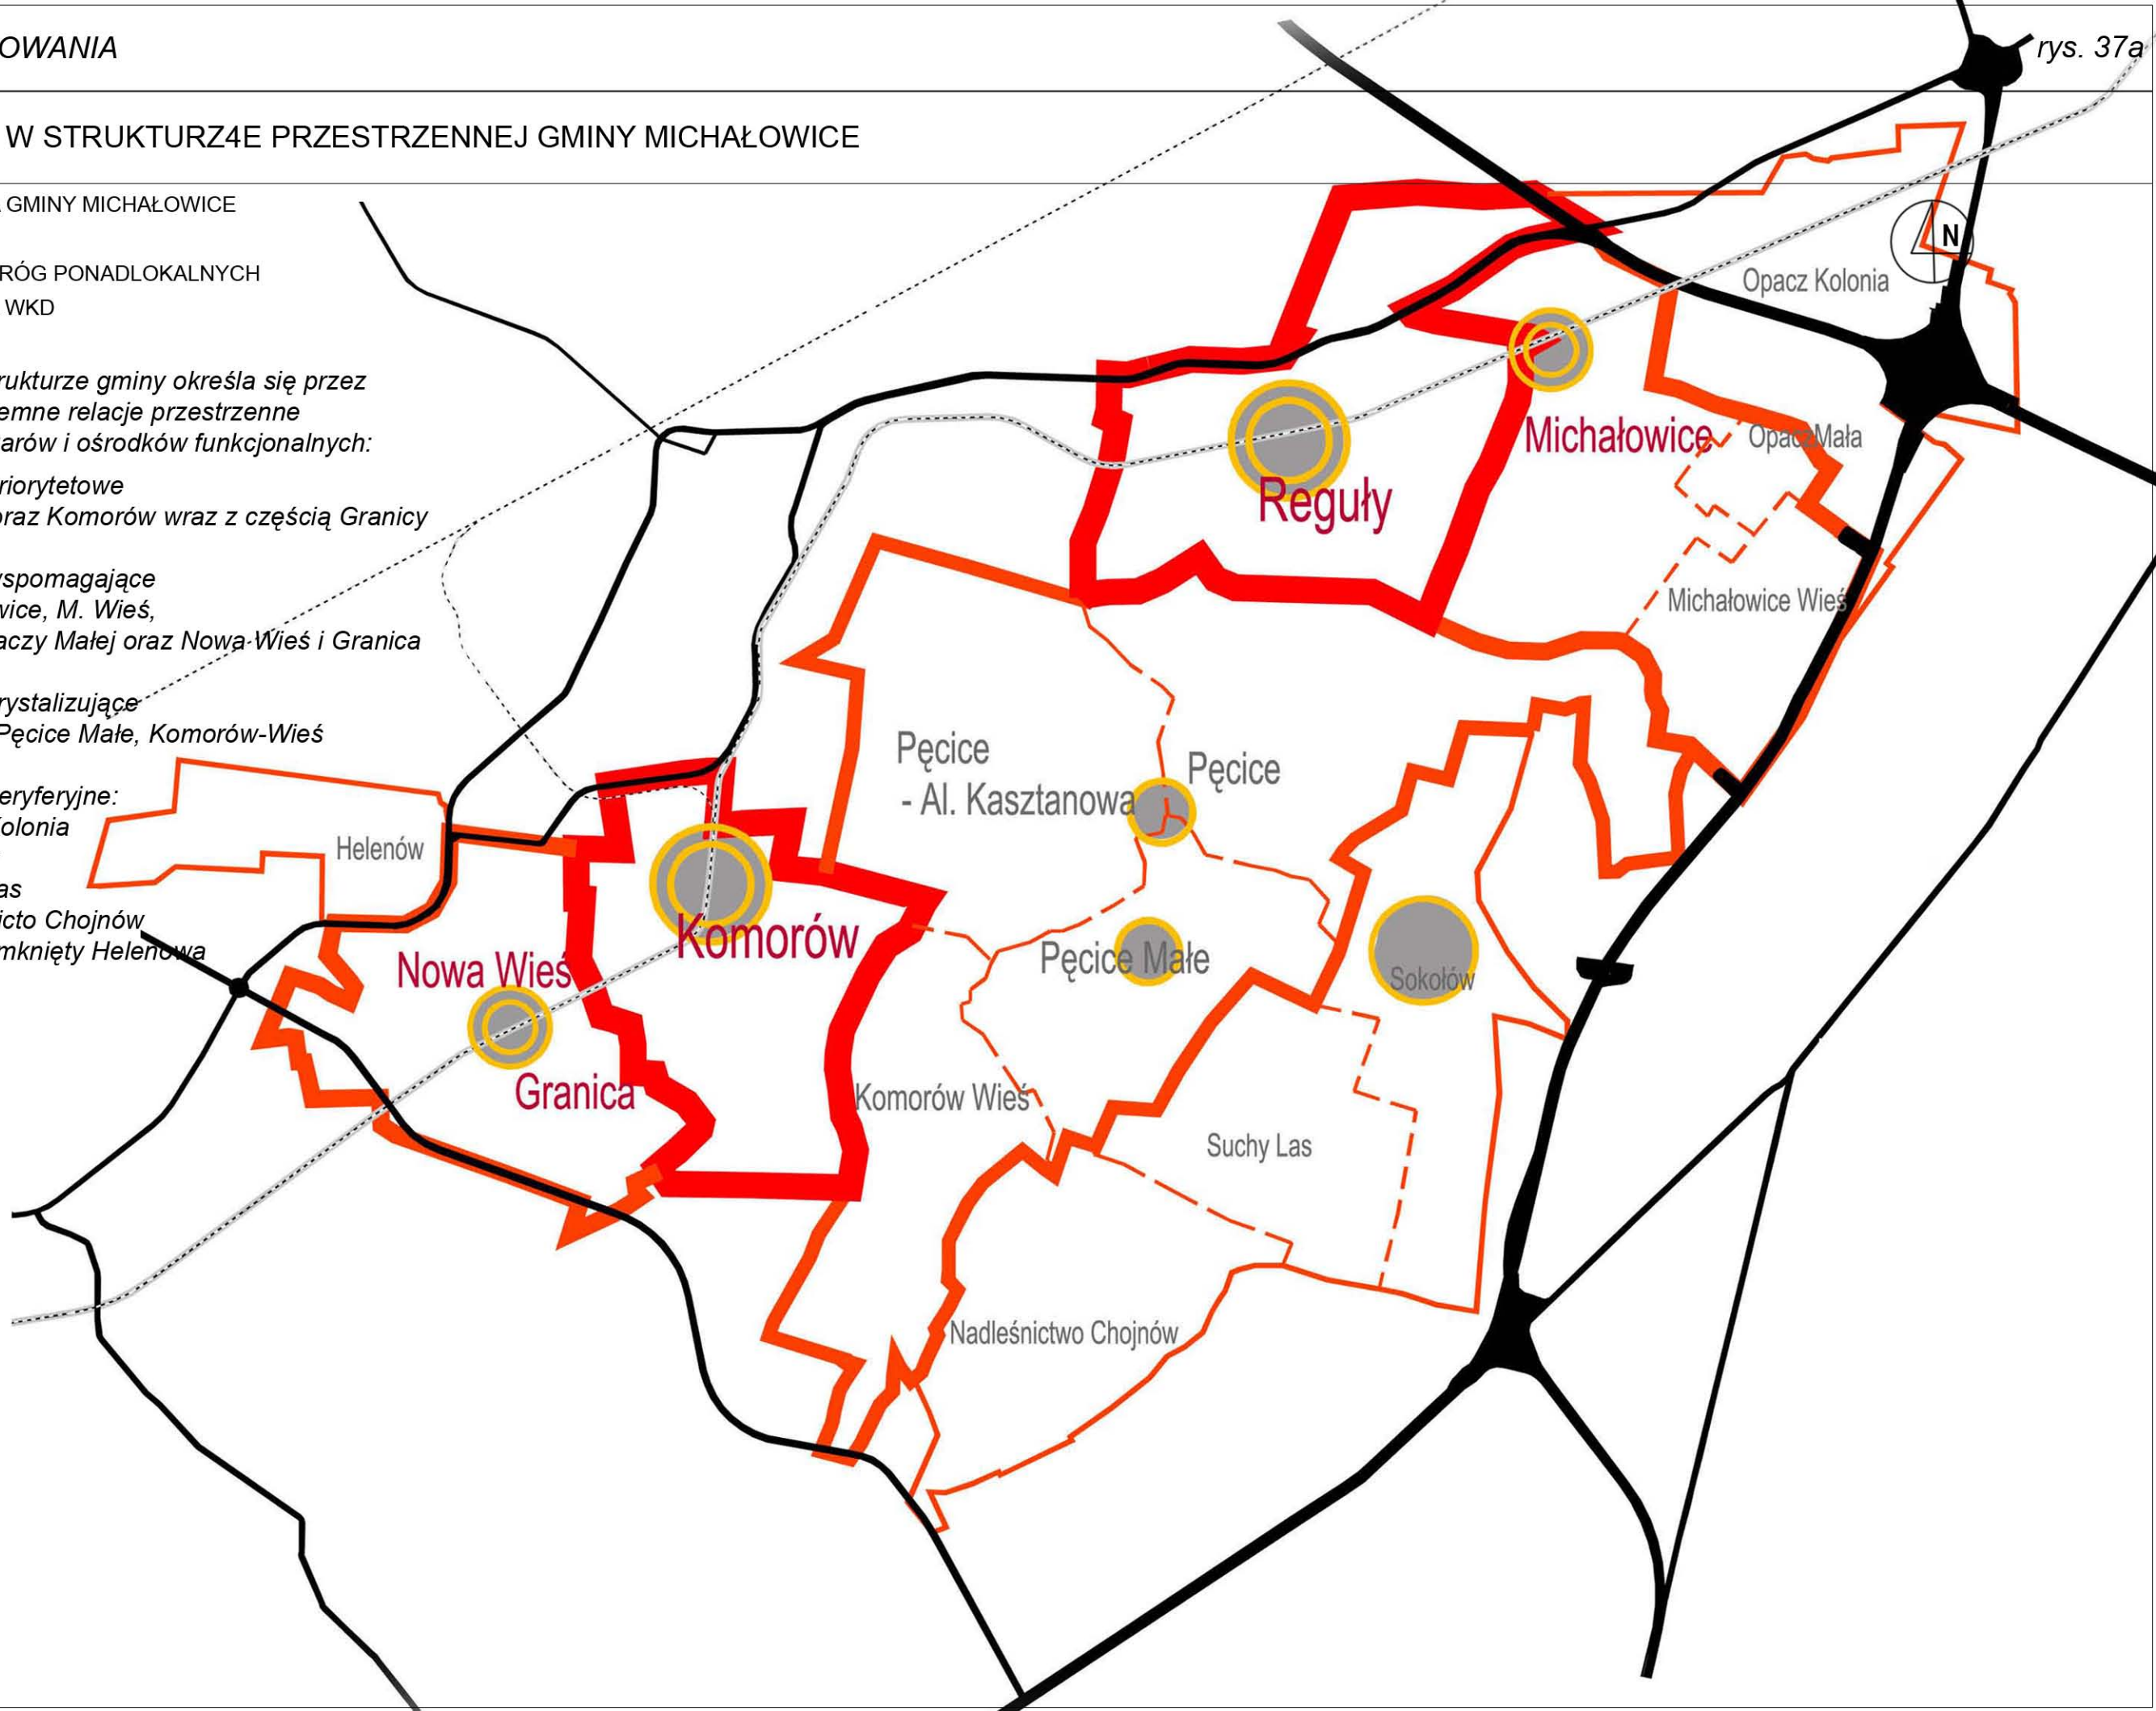 OWANIA
rys. 37a
W STRUKTURZ4E PRZESTRZENNEJ GMINY MICHAŁOWICE
GMINY MICHAŁOWICE
RÓG PONADLOKALNYCH
WKD
rukturze gminy określa się przez
emne relacje przestrzenne
arów i ośrodków funkcjonalnych:
riorytetowe
oraz Komorów wraz z częścią Granicy
wspomagające
wice, M. Wieś,
aczy Małej oraz Nowa Wieś i Granica
rystalizujące
Pęcice Małe, Komorów-Wieś
eryferyjne:
olonia
as
icto Chojnów
mknięty Helenowa
N
Opacz Kolonia
Michałowice
Opacz Mała
Reguły
Michałowice Wieś
Pęcice
- Al. Kasztanowa
Pęcice
Helenów
Komorów
Nowa Wieś
Pęcice Małe
Sokołów
Granica
Komorów Wieś
Suchy Las
Nadleśnictwo Chojnów